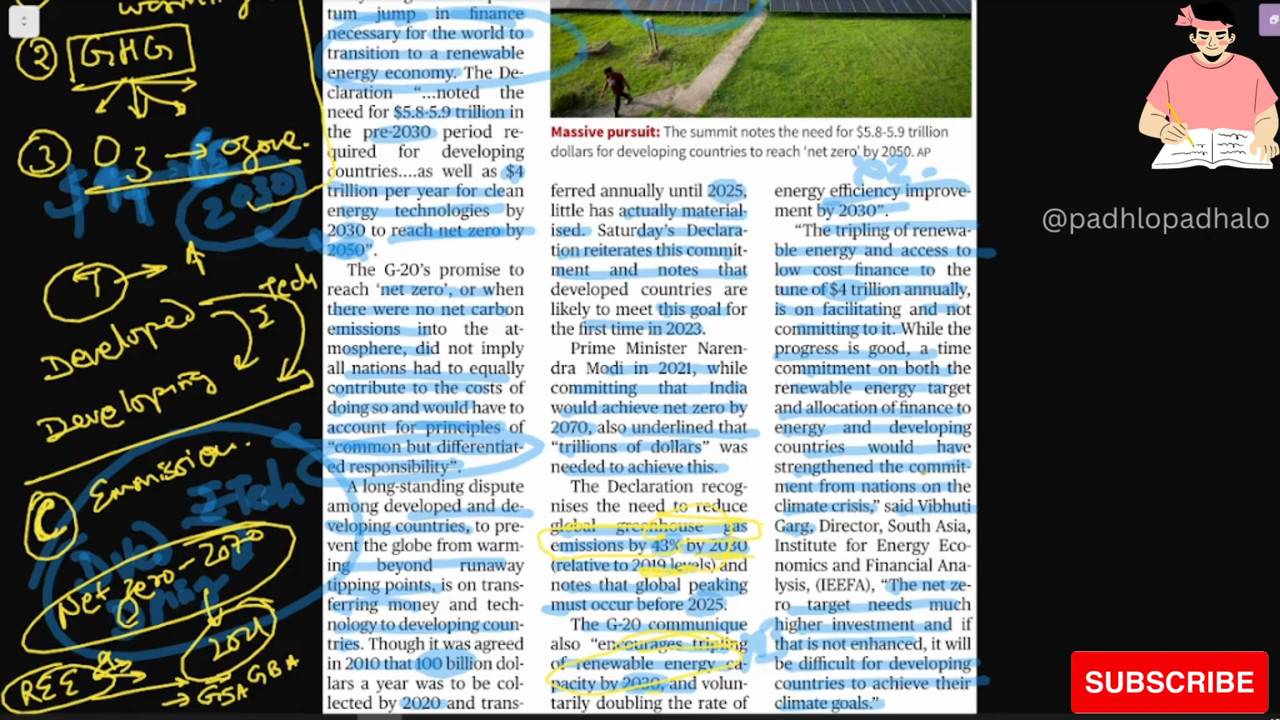 warming
② GHG
③ O3 → Ozone.
2030
T
Developed
Tech
I
Developing
C Emmission.
Net zero - 2070
2021
REE
GSA GBA
tum jump in finance
necessary for the world to
transition to a renewable
energy economy. The De-
claration “...noted the
need for $5.8-5.9 trillion in
the pre-2030 period re-
quired for developing
countries....as well as $4
trillion per year for clean
energy technologies by
2030 to reach net zero by
2050”.
The G-20’s promise to
reach ‘net zero’, or when
there were no net carbon
emissions into the at-
mosphere, did not imply
all nations had to equally
contribute to the costs of
doing so and would have to
account for principles of
“common but differentiat-
ed responsibility”.
A long-standing dispute
among developed and de-
veloping countries, to pre-
vent the globe from warm-
ing beyond runaway
tipping points, is on trans-
ferring money and tech-
nology to developing coun-
tries. Though it was agreed
in 2010 that 100 billion dol-
lars a year was to be col-
lected by 2020 and trans-
Massive pursuit: The summit notes the need for $5.8-5.9 trillion
dollars for developing countries to reach ‘net zero’ by 2050. AP
ferred annually until 2025,
little has actually material-
ised. Saturday’s Declara-
tion reiterates this commit-
ment and notes that
developed countries are
likely to meet this goal for
the first time in 2023.
Prime Minister Naren-
dra Modi in 2021, while
committing that India
would achieve net zero by
2070, also underlined that
“trillions of dollars” was
needed to achieve this.
The Declaration recog-
nises the need to reduce
global greenhouse gas
emissions by 43% by 2030
(relative to 2019 levels) and
notes that global peaking
must occur before 2025.
The G-20 communique
also “encourages tripling
of renewable energy ca-
pacity by 2030, and volun-
tarily doubling the rate of
energy efficiency improve-
ment by 2030”.
“The tripling of renewa-
ble energy and access to
low cost finance to the
tune of $4 trillion annually,
is on facilitating and not
committing to it. While the
progress is good, a time
commitment on both the
renewable energy target
and allocation of finance to
energy and developing
countries would have
strengthened the commit-
ment from nations on the
climate crisis,” said Vibhuti
Garg, Director, South Asia,
Institute for Energy Eco-
nomics and Financial Ana-
lysis, (IEEFA), “The net ze-
ro target needs much
higher investment and if
that is not enhanced, it will
be difficult for developing
countries to achieve their
climate goals.”
@padhlopadhalo
SUBSCRIBE